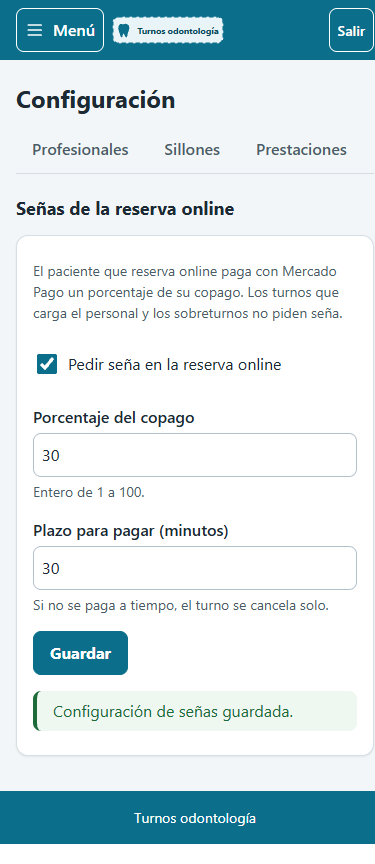 Menú
Turnos odontología
Salir
Configuración
Profesionales
Sillones
Prestaciones
Señas de la reserva online
El paciente que reserva online paga con Mercado
Pago un porcentaje de su copago. Los turnos que
carga el personal y los sobreturnos no piden seña.
Pedir seña en la reserva online
Porcentaje del copago
30
Entero de 1 a 100.
Plazo para pagar (minutos)
30
Si no se paga a tiempo, el turno se cancela solo.
Guardar
Configuración de señas guardada.
Turnos odontología